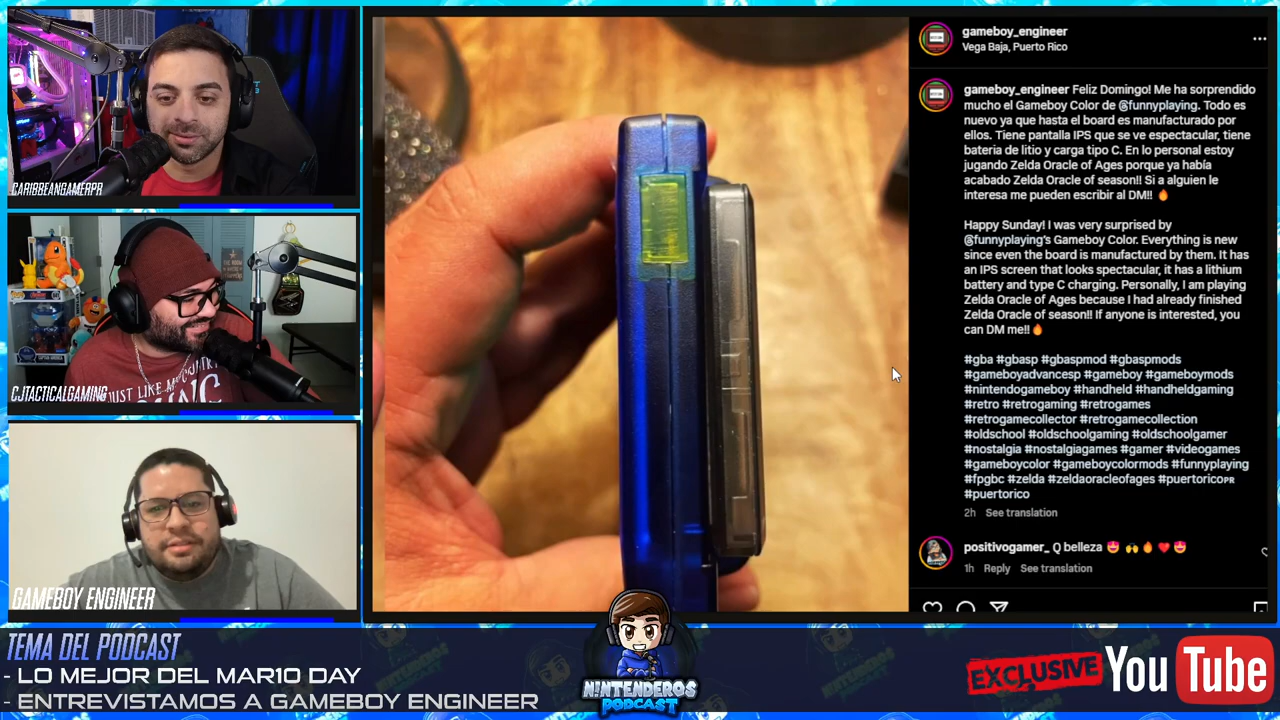 CARIBBEANGAMERPR
CJTACTICALGAMING
JUST LIKE MY COUNTRY
GAMEBOY ENGINEER
gameboy_engineer
Vega Baja, Puerto Rico
gameboy_engineer Feliz Domingo! Me ha sorprendido
mucho el Gameboy Color de @funnyplaying. Todo es
nuevo ya que hasta el board es manufacturado por
ellos. Tiene pantalla IPS que se ve espectacular, tiene
bateria de litio y carga tipo C. En lo personal estoy
jugando Zelda Oracle of Ages porque ya había
acabado Zelda Oracle of season!! Si a alguien le
interesa me pueden escribir al DM!! 🔥
Happy Sunday! I was very surprised by
@funnyplaying's Gameboy Color. Everything is new
since even the board is manufactured by them. It has
an IPS screen that looks spectacular, it has a lithium
battery and type C charging. Personally, I am playing
Zelda Oracle of Ages because I had already finished
Zelda Oracle of season!! If anyone is interested, you
can DM me!! 🔥
#gba #gbasp #gbaspmod #gbaspmods
#gameboyadvancesp #gameboy #gameboymods
#nintendogameboy #handheld #handheldgaming
#retro #retrogaming #retrogames
#retrogamecollector #retrogamecollection
#oldschool #oldschoolgaming #oldschoolgamer
#nostalgia #nostalgiagames #gamer #videogames
#gameboycolor #gameboycolormods #funnyplaying
#fpgbc #zelda #zeldaoracleofages #puertorico🇵🇷
#puertorico
2h See translation
positivogamer_ Q belleza 😍 🙌 🔥 ❤️ 😍
1h Reply See translation
TEMA DEL PODCAST
- LO MEJOR DEL MAR10 DAY
- ENTREVISTAMOS A GAMEBOY ENGINEER
NINTENDEROS
PODCAST
EXCLUSIVE
YouTube